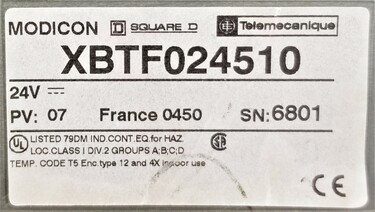 MODICON D SQUARE D Telemecanique
XBTF024510
24V
PV: 07 France 0450 SN:6801
UL LISTED 79DM IND.CONT.EQ.for HAZ.
LOC.CLASS I DIV.2 GROUPS A;B;C;D
TEMP. CODE T5 Enc.type 12 and 4X indoor use
CE